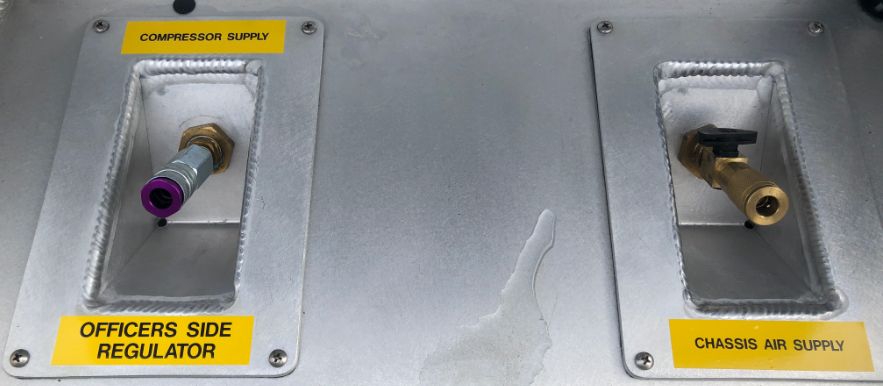 COMPRESSOR SUPPLY
OFFICERS SIDE
REGULATOR
CHASSIS AIR SUPPLY